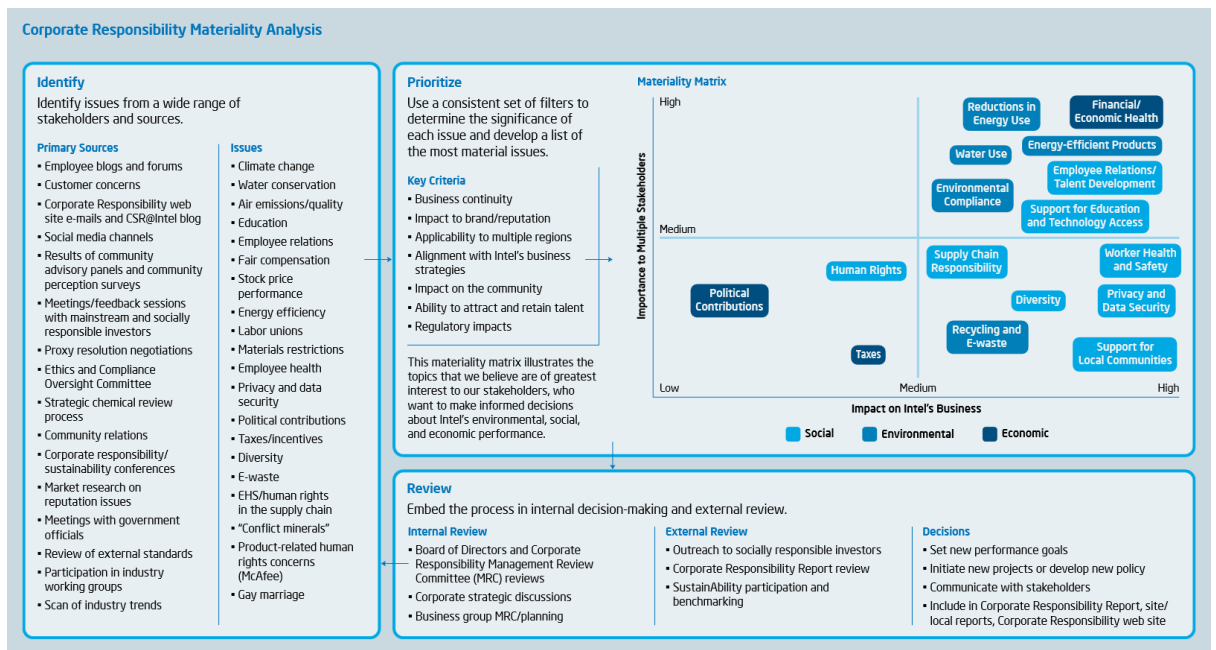 Corporate Responsibility Materiality Analysis
Identify
Identify issues from a wide range of
stakeholders and sources.
Primary Sources
▪ Employee blogs and forums
▪ Customer concerns
▪ Corporate Responsibility web
site e-mails and CSR@Intel blog
▪ Social media channels
▪ Results of community
advisory panels and community
perception surveys
▪ Meetings/feedback sessions
with mainstream and socially
responsible investors
▪ Proxy resolution negotiations
▪ Ethics and Compliance
Oversight Committee
▪ Strategic chemical review
process
▪ Community relations
▪ Corporate responsibility/
sustainability conferences
▪ Market research on
reputation issues
▪ Meetings with government
officials
▪ Review of external standards
▪ Participation in industry
working groups
▪ Scan of industry trends
Issues
▪ Climate change
▪ Water conservation
▪ Air emissions/quality
▪ Education
▪ Employee relations
▪ Fair compensation
▪ Stock price
performance
▪ Energy efficiency
▪ Labor unions
▪ Materials restrictions
▪ Employee health
▪ Privacy and data
security
▪ Political contributions
▪ Taxes/incentives
▪ Diversity
▪ E-waste
▪ EHS/human rights
in the supply chain
▪ “Conflict minerals”
▪ Product-related human
rights concerns
(McAfee)
▪ Gay marriage
Prioritize
Use a consistent set of filters to
determine the significance of
each issue and develop a list of
the most material issues.
Key Criteria
▪ Business continuity
▪ Impact to brand/reputation
▪ Applicability to multiple regions
▪ Alignment with Intel's business
strategies
▪ Impact on the community
▪ Ability to attract and retain talent
▪ Regulatory impacts
This materiality matrix illustrates the
topics that we believe are of greatest
interest to our stakeholders, who
want to make informed decisions
about Intel's environmental, social,
and economic performance.
Materiality Matrix
Importance to Multiple Stakeholders
High
Reductions in
Energy Use
Financial/
Economic Health
Water Use
Energy-Efficient Products
Environmental
Compliance
Employee Relations/
Talent Development
Support for Education
and Technology Access
Medium
Human Rights
Supply Chain
Responsibility
Worker Health
and Safety
Political
Contributions
Diversity
Privacy and
Data Security
Recycling and
E-waste
Taxes
Support for
Local Communities
Low
Medium
High
Impact on Intel's Business
Social
Environmental
Economic
Review
Embed the process in internal decision-making and external review.
Internal Review
▪ Board of Directors and Corporate
Responsibility Management Review
Committee (MRC) reviews
▪ Corporate strategic discussions
▪ Business group MRC/planning
External Review
▪ Outreach to socially responsible investors
▪ Corporate Responsibility Report review
▪ SustainAbility participation and
benchmarking
Decisions
▪ Set new performance goals
▪ Initiate new projects or develop new policy
▪ Communicate with stakeholders
▪ Include in Corporate Responsibility Report, site/
local reports, Corporate Responsibility web site